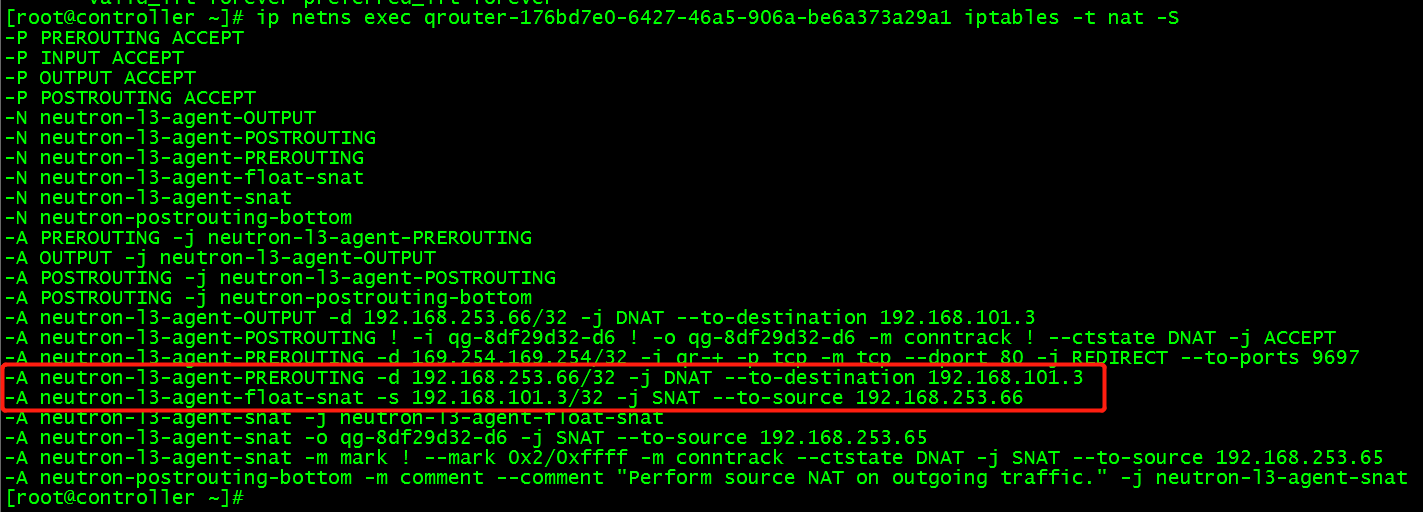 valid_lft forever preferred_lft forever
[root@controller ~]# ip netns exec qrouter-176bd7e0-6427-46a5-906a-be6a373a29a1 iptables -t nat -S
-P PREROUTING ACCEPT
-P INPUT ACCEPT
-P OUTPUT ACCEPT
-P POSTROUTING ACCEPT
-N neutron-l3-agent-OUTPUT
-N neutron-l3-agent-POSTROUTING
-N neutron-l3-agent-PREROUTING
-N neutron-l3-agent-float-snat
-N neutron-l3-agent-snat
-N neutron-postrouting-bottom
-A PREROUTING -j neutron-l3-agent-PREROUTING
-A OUTPUT -j neutron-l3-agent-OUTPUT
-A POSTROUTING -j neutron-l3-agent-POSTROUTING
-A POSTROUTING -j neutron-postrouting-bottom
-A neutron-l3-agent-OUTPUT -d 192.168.253.66/32 -j DNAT --to-destination 192.168.101.3
-A neutron-l3-agent-POSTROUTING ! -i qg-8df29d32-d6 ! -o qg-8df29d32-d6 -m conntrack ! --ctstate DNAT -j ACCEPT
-A neutron-l3-agent-PREROUTING -d 169.254.169.254/32 -i qr-+ -p tcp -m tcp --dport 80 -j REDIRECT --to-ports 9697
-A neutron-l3-agent-PREROUTING -d 192.168.253.66/32 -j DNAT --to-destination 192.168.101.3
-A neutron-l3-agent-float-snat -s 192.168.101.3/32 -j SNAT --to-source 192.168.253.66
-A neutron-l3-agent-snat -j neutron-l3-agent-float-snat
-A neutron-l3-agent-snat -o qg-8df29d32-d6 -j SNAT --to-source 192.168.253.65
-A neutron-l3-agent-snat -m mark ! --mark 0x2/0xffff -m conntrack --ctstate DNAT -j SNAT --to-source 192.168.253.65
-A neutron-postrouting-bottom -m comment --comment "Perform source NAT on outgoing traffic." -j neutron-l3-agent-snat
[root@controller ~]#